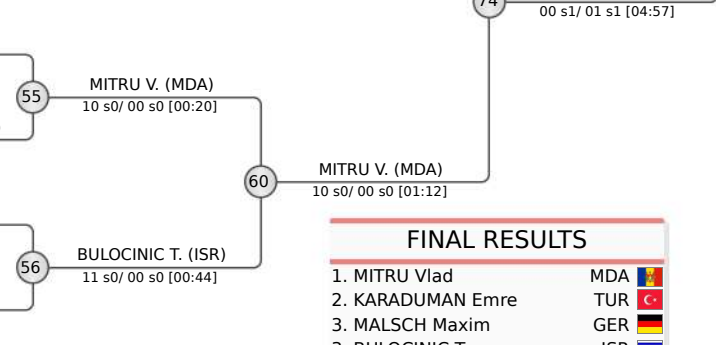 74
00 s1/ 01 s1 [04:57]
55
MITRU V. (MDA)
10 s0/ 00 s0 [00:20]
60
MITRU V. (MDA)
10 s0/ 00 s0 [01:12]
56
BULOCINIC T. (ISR)
11 s0/ 00 s0 [00:44]
FINAL RESULTS
1. MITRU Vlad MDA
2. KARADUMAN Emre TUR
3. MALSCH Maxim GER